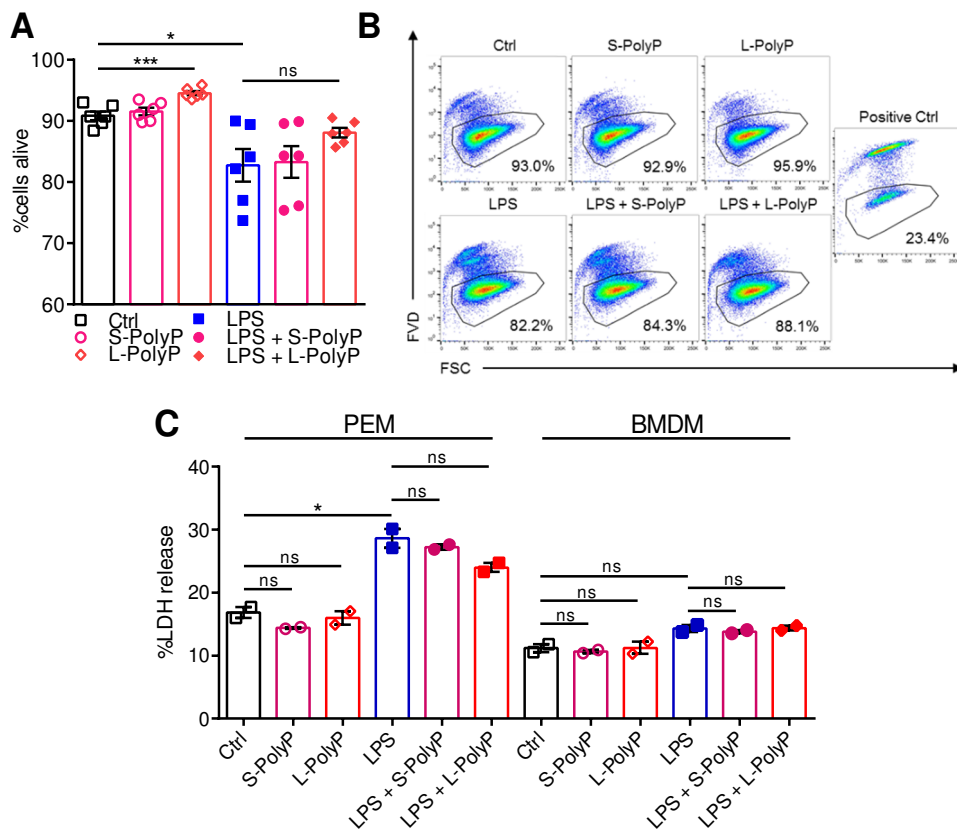 A
*
***
ns
100
90
80
70
60
%cells alive
Ctrl
S-PolyP
L-PolyP
LPS
LPS + S-PolyP
LPS + L-PolyP
B
Ctrl
S-PolyP
L-PolyP
93.0%
92.9%
95.9%
Positive Ctrl
23.4%
LPS
LPS + S-PolyP
LPS + L-PolyP
82.2%
84.3%
88.1%
FVD
FSC
C
PEM
BMDM
%LDH release
40
30
20
10
0
ns
ns
*
ns
ns
ns
ns
ns
ns
ns
Ctrl
S-PolyP
L-PolyP
LPS
LPS + S-PolyP
LPS + L-PolyP
Ctrl
S-PolyP
L-PolyP
LPS
LPS + S-PolyP
LPS + L-PolyP